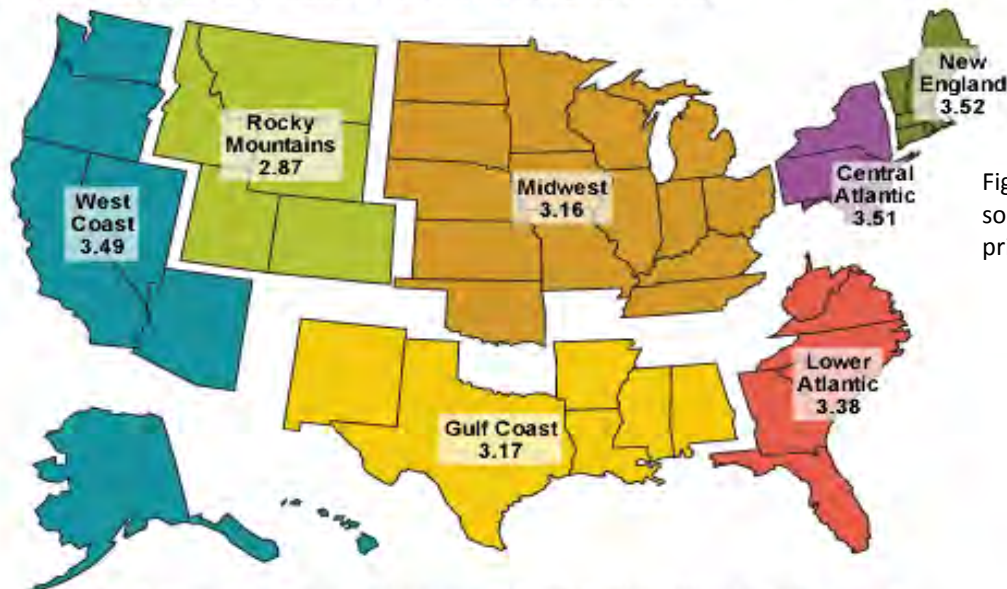 New
England
3.52
Rocky
Mountains
2.87
Midwest
3.16
Central
Atlantic
3.51
West
Coast
3.49
Lower
Atlantic
3.38
Gulf Coast
3.17
Fig
so
pr